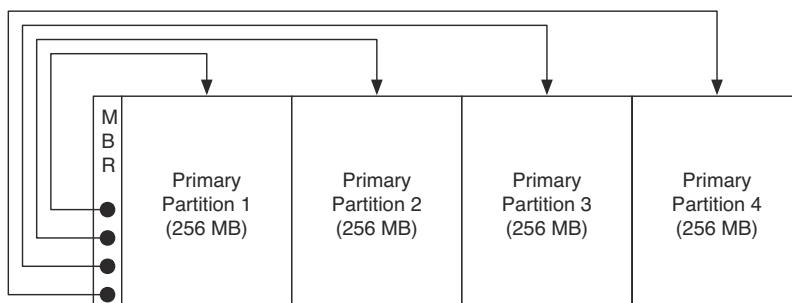 M
B
R
Primary
Partition 1
(256 MB)
Primary
Partition 2
(256 MB)
Primary
Partition 3
(256 MB)
Primary
Partition 4
(256 MB)